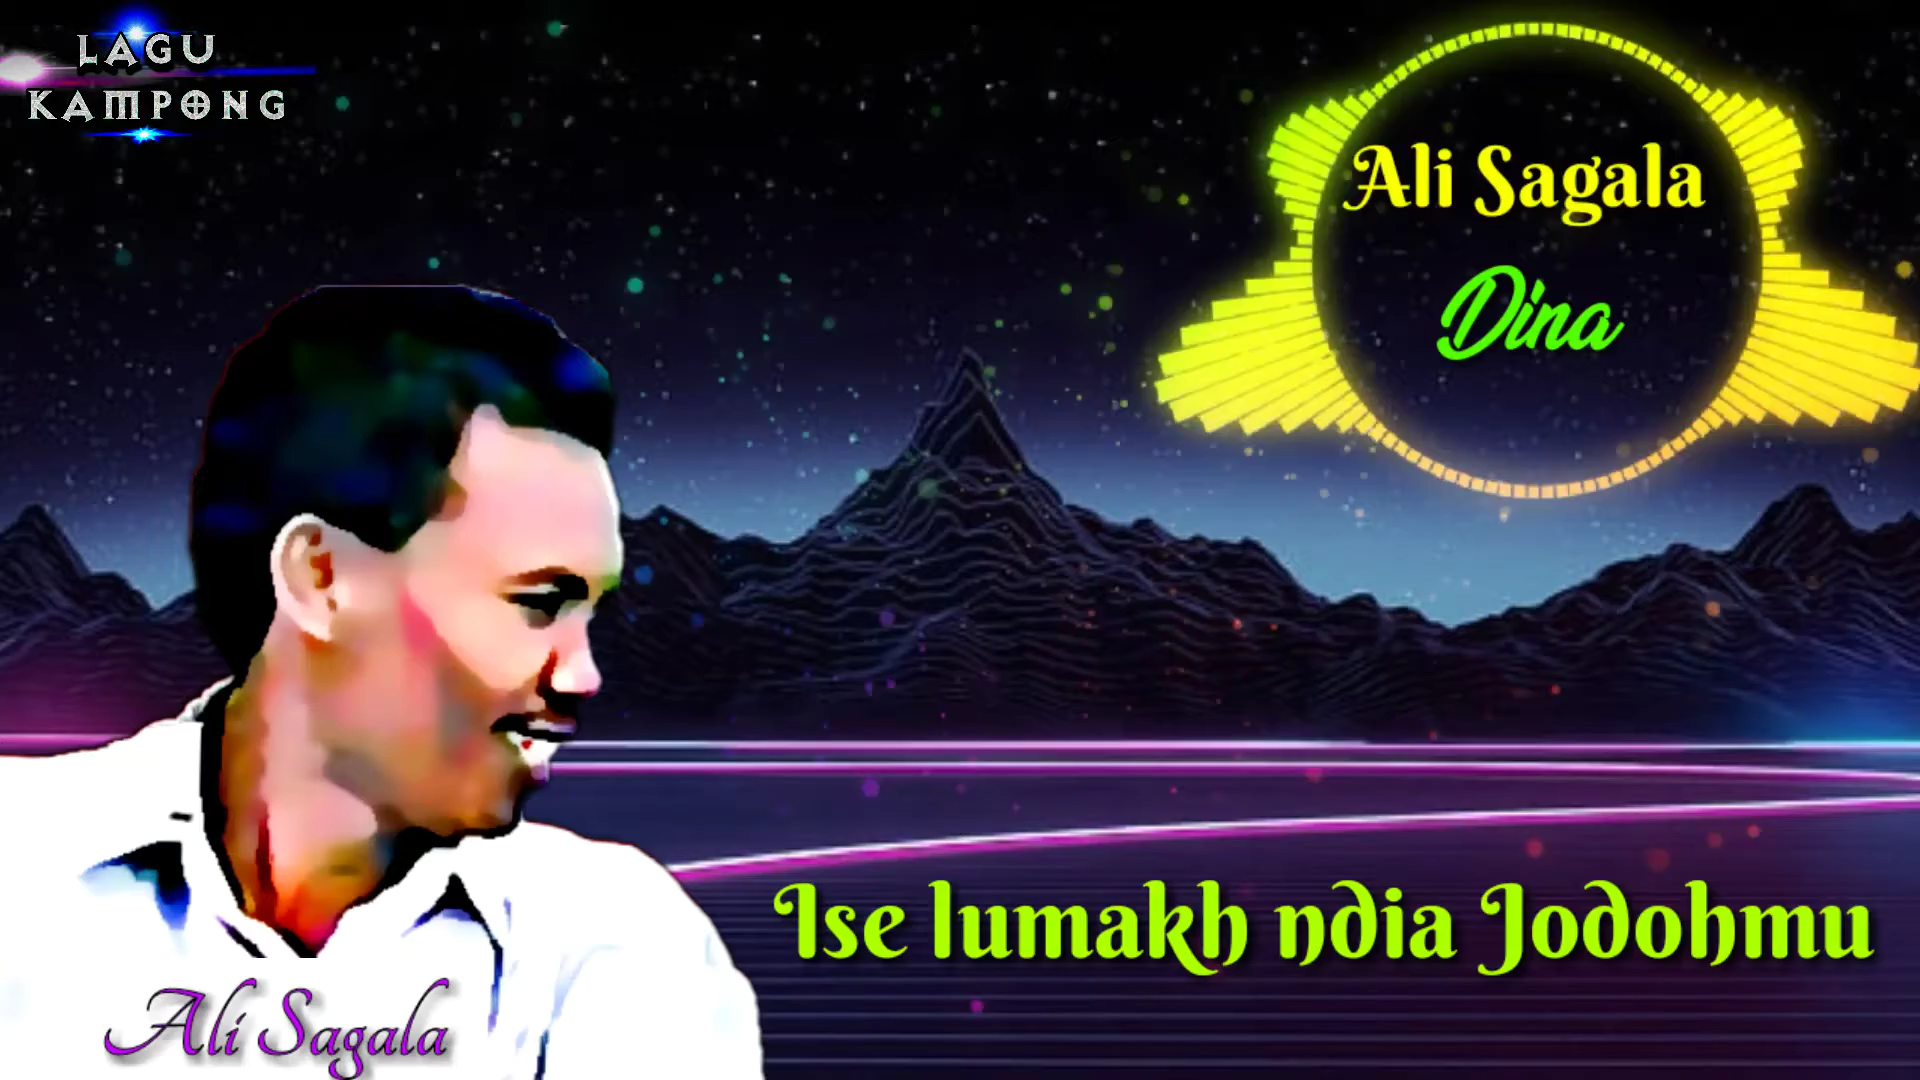 LAGU
KAMPONG
Ali Sagala
Dina
Ise lumakh ndia Jodohmu
Ali Sagala